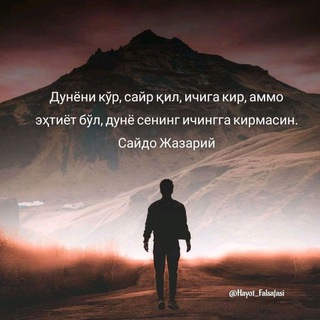 Дунёни кўр, сайр қил, ичига кир, аммо
эҳтиёт бўл, дунё сенинг ичингга кирмасин.
Сайдо Жазарий
@Hayot_Falsafasi